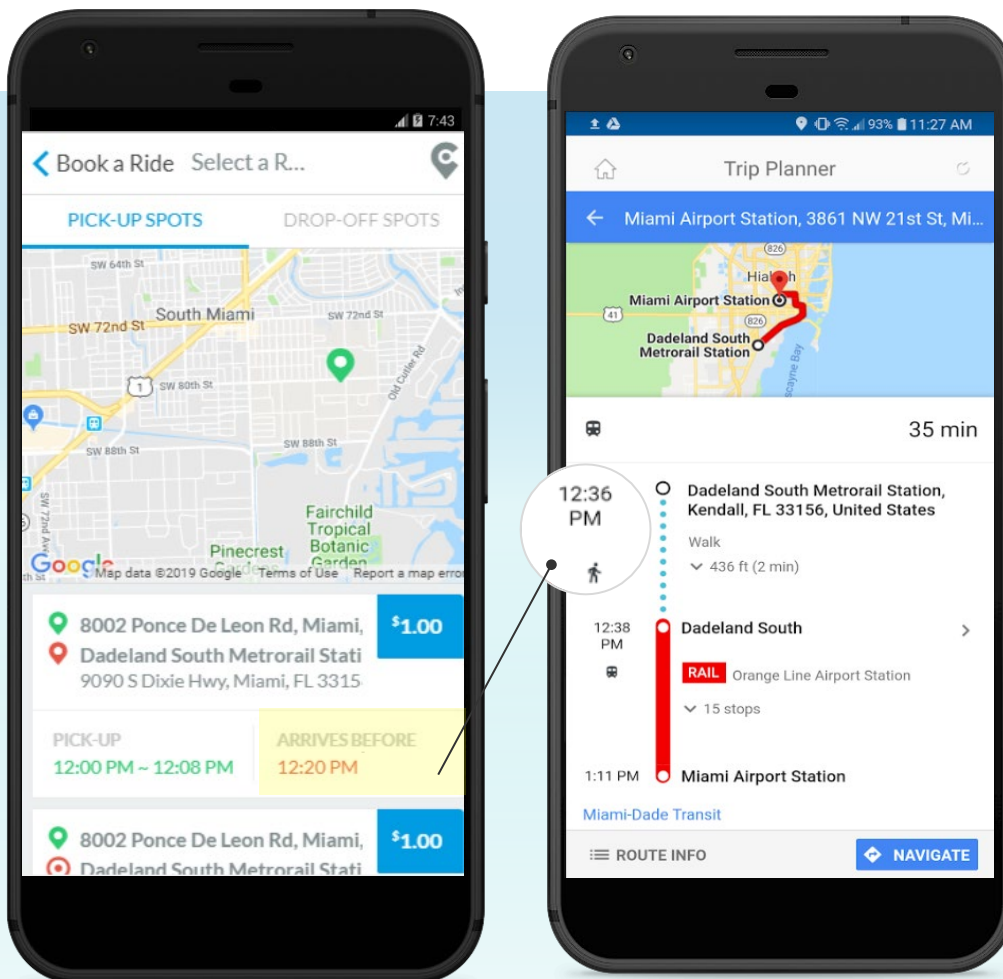 7:43
Book a Ride Select a R...
PICK-UP SPOTS DROP-OFF SPOTS
SW 64th St
South Miami
SW 72nd St
SW 72nd St
1
SW 80th St
Old Cutler Rd
SW 88th St
SW 88th St
SW 72nd Ave
Fairchild
Tropical
Botanic
Garden
Pinecrest
Gardens
Google
Map data ©2019 Google Terms of Use Report a map error
8002 Ponce De Leon Rd, Miami,
$1.00
Dadeland South Metrorail Stati
9090 S Dixie Hwy, Miami, FL 3315
PICK-UP
12:00 PM ~ 12:08 PM
ARRIVES BEFORE
12:20 PM
8002 Ponce De Leon Rd, Miami,
$1.00
Dadeland South Metrorail Stati
93% 11:27 AM
Trip Planner
Miami Airport Station, 3861 NW 21st St, Mi...
826
Miami Airport Station
41
826
Dadeland South
Metrorail Station
scayne Bay
35 min
12:36
PM
Dadeland South Metrorail Station,
Kendall, FL 33156, United States
Walk
436 ft (2 min)
12:38
PM
Dadeland South
RAIL Orange Line Airport Station
15 stops
1:11 PM Miami Airport Station
Miami-Dade Transit
ROUTE INFO
NAVIGATE